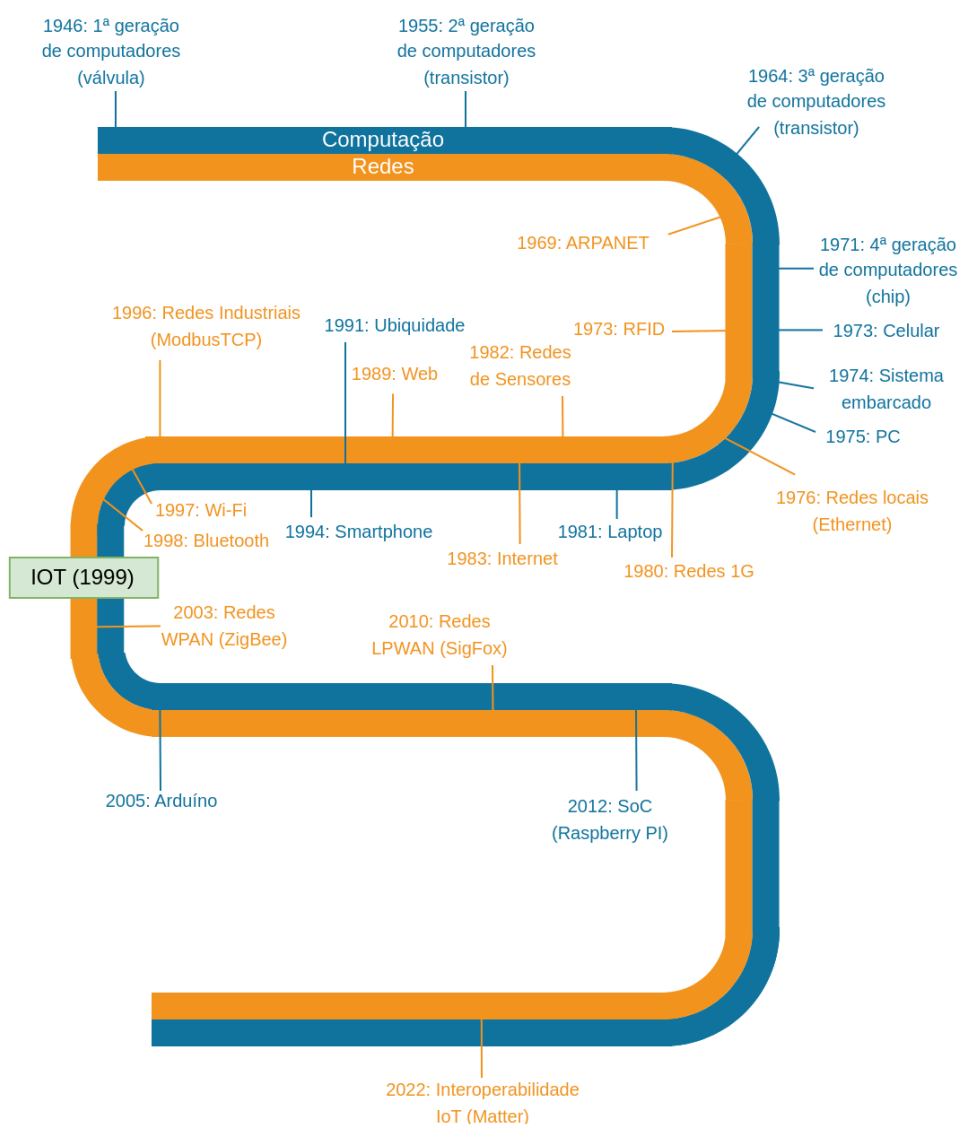 1946: 1ª geração
de computadores
(válvula)
1955: 2ª geração
de computadores
(transistor)
1964: 3ª geração
de computadores
(transistor)
Computação
Redes
1969: ARPANET
1971: 4ª geração
de computadores
(chip)
1973: RFID
1973: Celular
1974: Sistema
embarcado
1975: PC
1976: Redes locais
(Ethernet)
1980: Redes 1G
1981: Laptop
1982: Redes
de Sensores
1983: Internet
1989: Web
1991: Ubiquidade
1994: Smartphone
1996: Redes Industriais
(ModbusTCP)
1997: Wi-Fi
1998: Bluetooth
IOT (1999)
2003: Redes
WPAN (ZigBee)
2005: Arduíno
2010: Redes
LPWAN (SigFox)
2012: SoC
(Raspberry PI)
2022: Interoperabilidade
IoT (Matter)